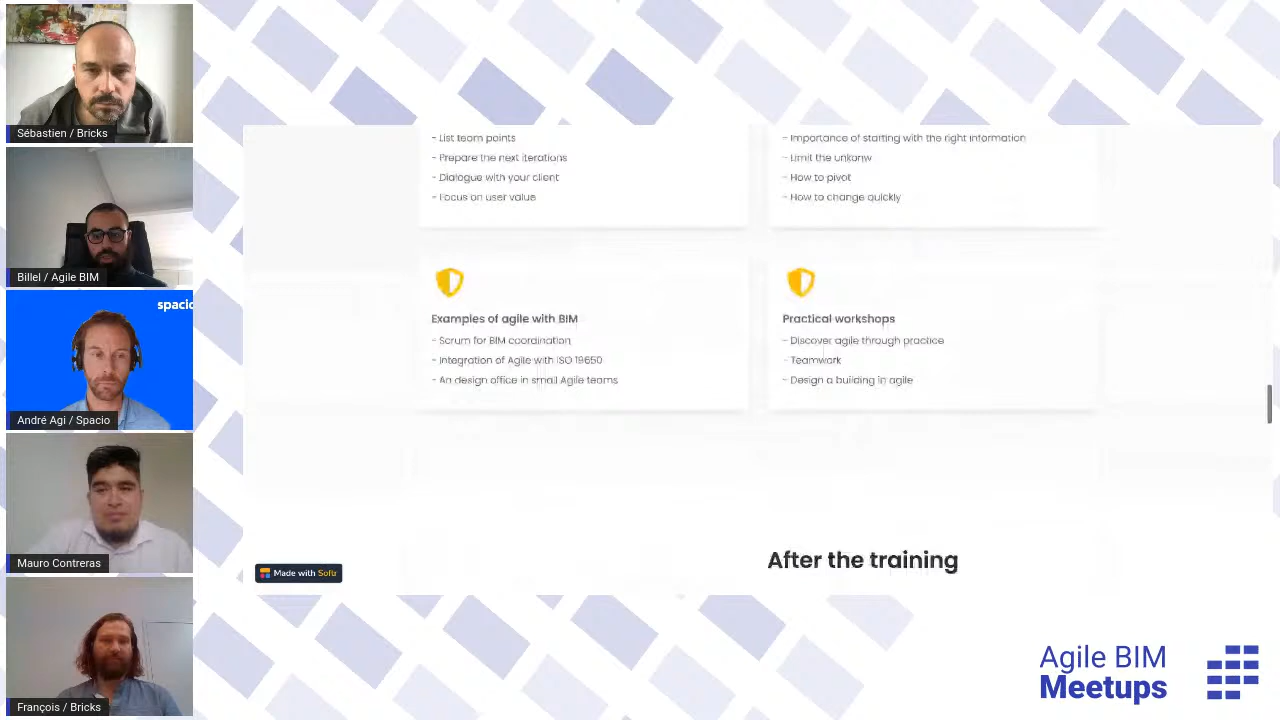 Sébastien / Bricks
Billel / Agile BIM
spacio
André Agi / Spacio
Mauro Contreras
François / Bricks
- List team points
- Prepare the next iterations
- Dialogue with your client
- Focus on user value
- Importance of starting with the right information
- Limit the unkonw
- How to pivot
- How to change quickly
Examples of agile with BIM
- Scrum for BIM coordination
- Integration of Agile with ISO 19650
- An design office in small Agile teams
Practical workshops
- Discover agile through practice
- Teamwork
- Design a building in agile
After the training
Made with Softr
Agile BIM
Meetups